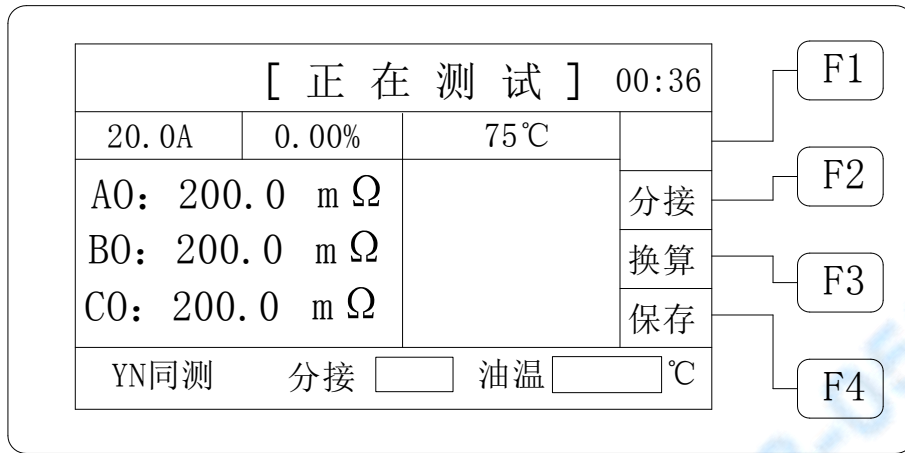 [ 正 在 测 试 ] 00:36
F1
20.0A 0.00% 75℃
F2
AO: 200.0 mΩ
分接
BO: 200.0 mΩ
换算
F3
CO: 200.0 mΩ
保存
YN同测 分接 油温 ℃
F4